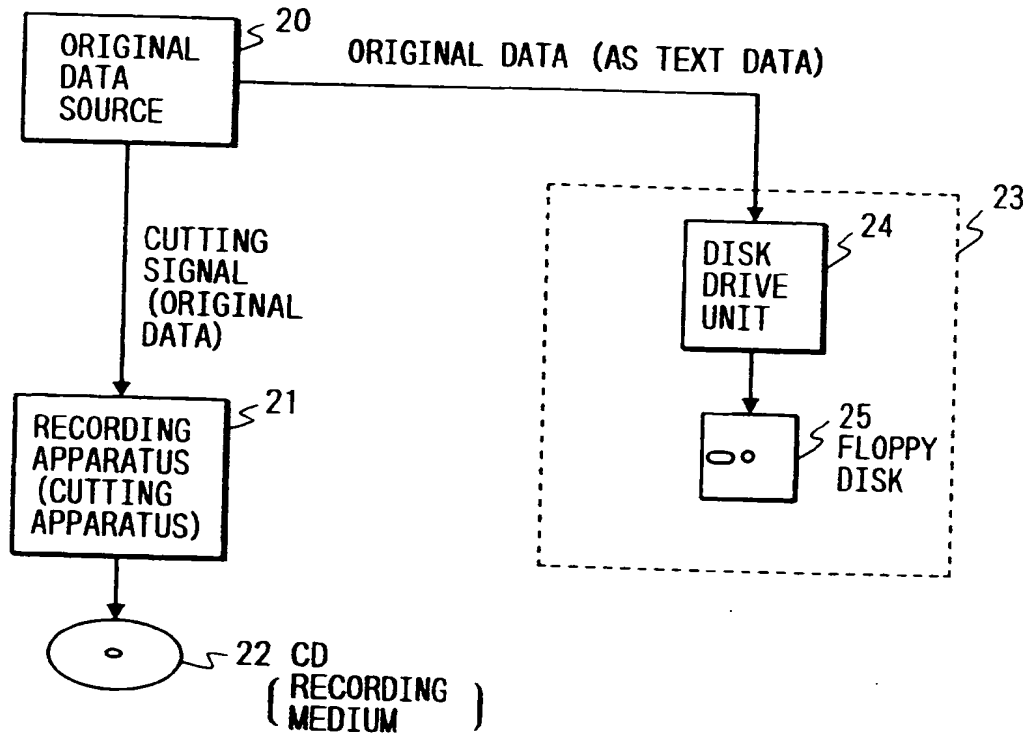 ORIGINAL
DATA
SOURCE
20
ORIGINAL DATA (AS TEXT DATA)
CUTTING
SIGNAL
(ORIGINAL
DATA)
23
24
DISK
DRIVE
UNIT
25
FLOPPY
DISK
21
RECORDING
APPARATUS
(CUTTING
APPARATUS)
22 CD
(RECORDING
MEDIUM)